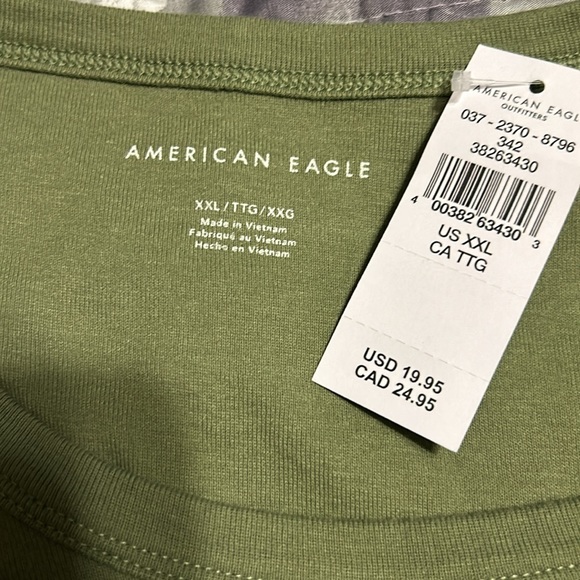 AMERICAN EAGLE
XXL / TTG / XXG
Made in Vietnam
Fabriqué au Vietnam
Hecho en Vietnam
AMERICAN EAGL
OUTFITTERS
037 - 2370 - 8796
342
38263430
4 00382 63430 3
US XXL
CA TTG
USD 19.95
CAD 24.95